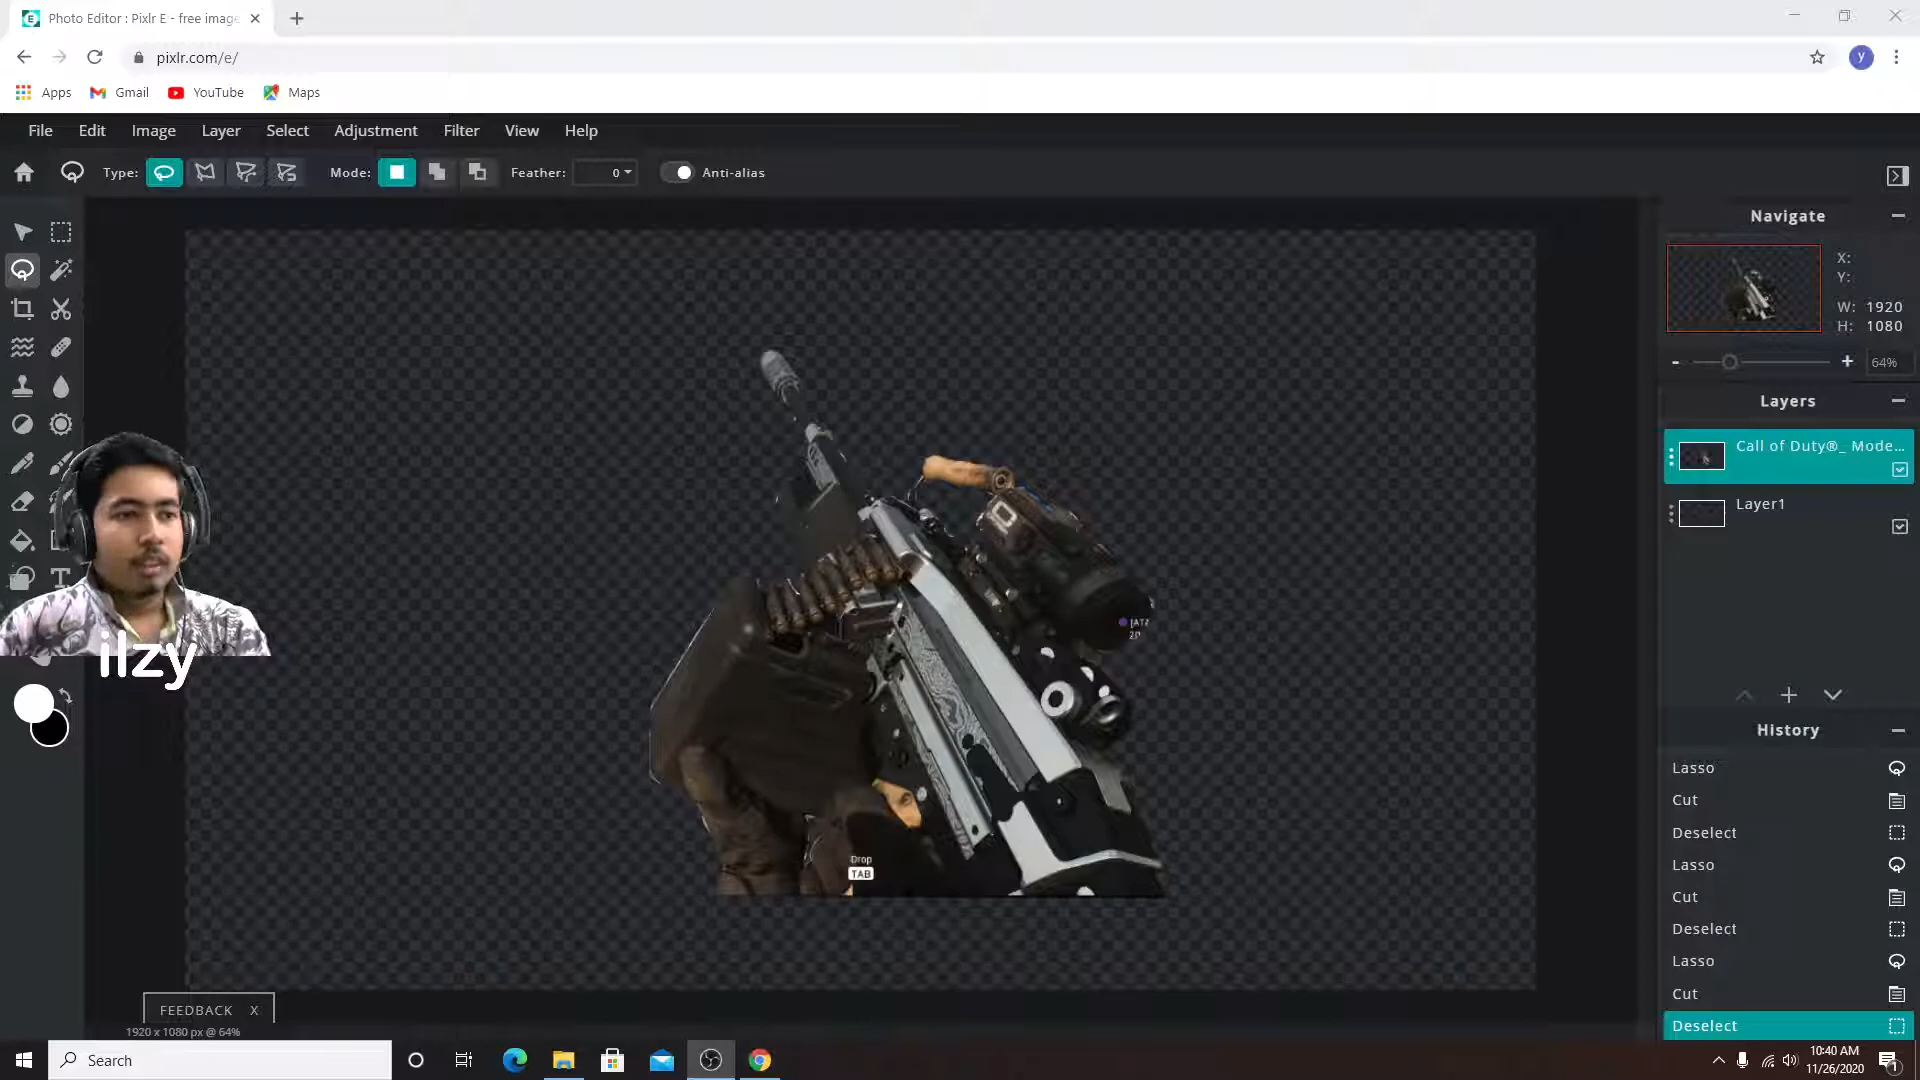 Photo Editor : Pixlr E - free image
pixlr.com/e/
y
Apps
Gmail
YouTube
Maps
File
Edit
Image
Layer
Select
Adjustment
Filter
View
Help
Type:
Mode:
Feather:
0
Anti-alias
Navigate
X:
Y:
W: 1920
H: 1080
64%
Layers
Call of Duty®_ Mode...
Layer1
History
Lasso
Cut
Deselect
Lasso
Cut
Deselect
Lasso
Cut
Deselect
Drop
TAB
ilzy
FEEDBACK X
1920 x 1080 px @ 64%
Search
10:40 AM
11/26/2020
1